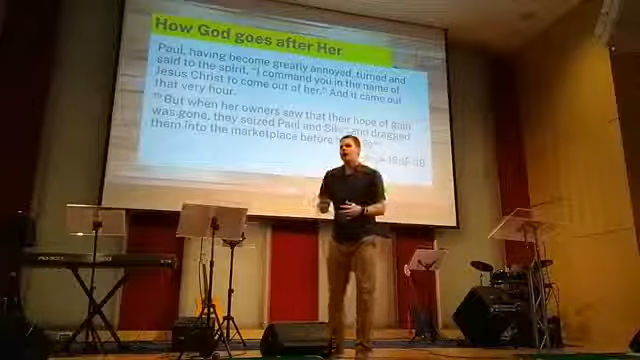 How God goes after Her
Paul, having become greatly annoyed, turned and
said to the spirit, "I command you in the name of
Jesus Christ to come out of her." And it came out
that very hour.
19 But when her owners saw that their hope of gain
was gone, they seized Paul and Silas and dragged
them into the marketplace before